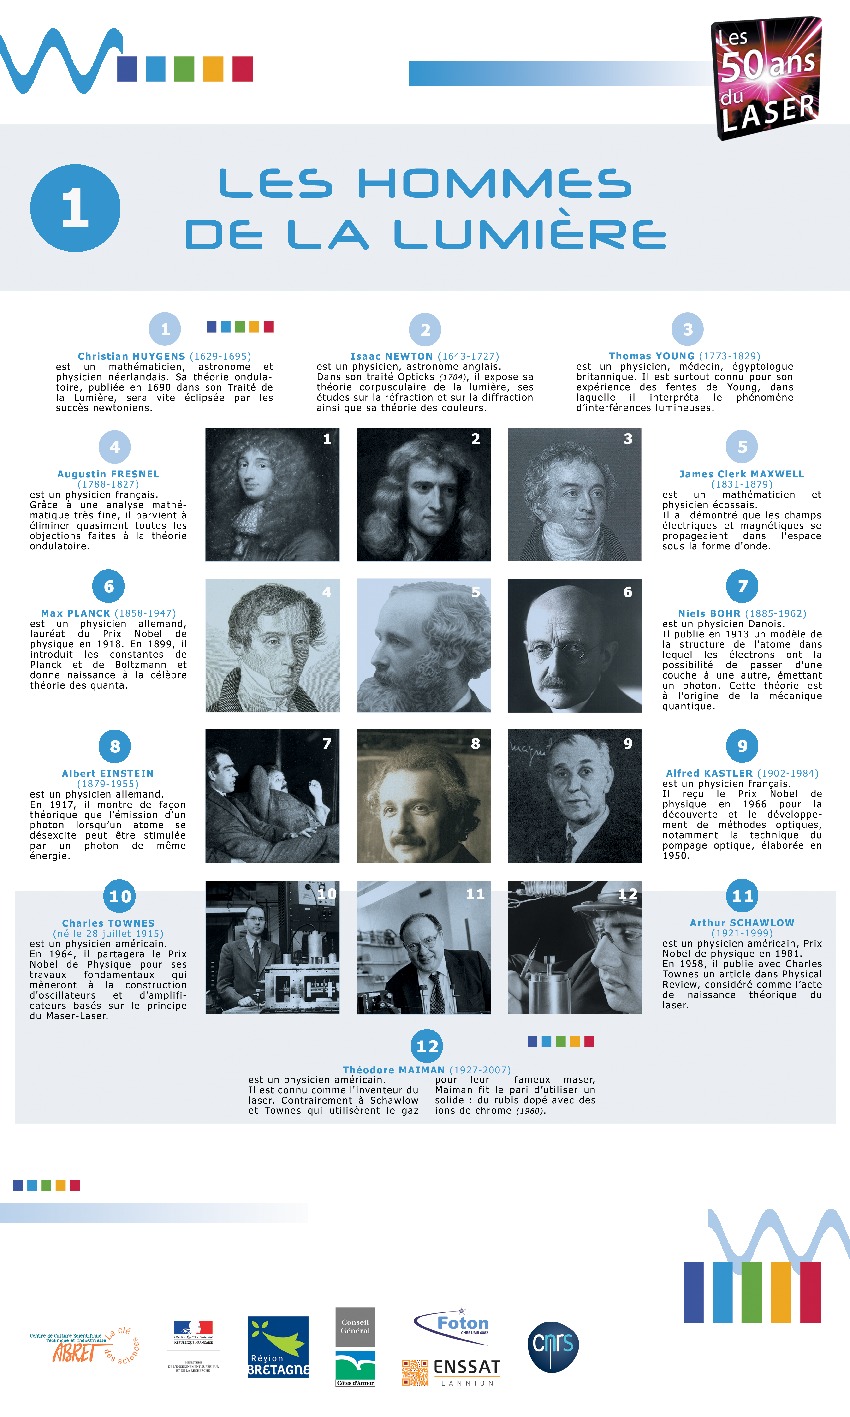 Les
50 ans
du
LASER
1
LES HOMMES
DE LA LUMIÈRE
1
Christian HUYGENS (1629-1695)
est un mathématicien, astronome et
physicien néerlandais. Sa théorie ondula-
toire, publiée en 1690 dans son Traité de
la Lumière, sera vite éclipsée par les
succès newtoniens.
2
Isaac NEWTON (1643-1727)
est un physicien, astronome anglais.
Dans son traité Opticks (1704), il expose sa
théorie corpusculaire de la lumière, ses
études sur la réfraction et sur la diffraction
ainsi que sa théorie des couleurs.
3
Thomas YOUNG (1773-1829)
est un physicien, médecin, égyptologue
britannique. Il est surtout connu pour son
expérience des fentes de Young, dans
laquelle il interpréta le phénomène
d'interférences lumineuses.
4
Augustin FRESNEL
(1788-1827)
est un physicien français.
Grâce à une analyse mathé-
matique très fine, il parvient à
éliminer quasiment toutes les
objections faites à la théorie
ondulatoire.
1
2
3
5
James Clerk MAXWELL
(1831-1879)
est un mathématicien et
physicien écossais.
Il a démontré que les champs
électriques et magnétiques se
propageaient dans l'espace
sous la forme d'onde.
6
Max PLANCK (1858-1947)
est un physicien allemand,
lauréat du Prix Nobel de
physique en 1918. En 1899, il
introduit les constantes de
Planck et de Boltzmann et
donne naissance à la célèbre
théorie des quanta.
4
5
6
7
Niels BOHR (1885-1962)
est un physicien Danois.
Il publie en 1913 un modèle de
la structure de l'atome dans
lequel les électrons ont la
possibilité de passer d'une
couche à une autre, émettant
un photon. Cette théorie est
à l'origine de la mécanique
quantique.
8
Albert EINSTEIN
(1879-1955)
est un physicien allemand.
En 1917, il montre de façon
théorique que l'émission d'un
photon lorsqu'un atome se
désexcite peut être stimulée
par un photon de même
énergie.
7
8
9
9
Alfred KASTLER (1902-1984)
est un physicien français.
Il reçu le Prix Nobel de
physique en 1966 pour la
découverte et le développe-
ment de méthodes optiques,
notamment la technique du
pompage optique, élaborée en
1950.
10
Charles TOWNES
(né le 28 juillet 1915)
est un physicien américain.
En 1964, il partagera le Prix
Nobel de Physique pour ses
travaux fondamentaux qui
mèneront à la construction
d'oscillateurs et d'amplifi-
cateurs basés sur le principe
du Maser-Laser.
10
11
12
11
Arthur SCHAWLOW
(1921-1999)
est un physicien américain, Prix
Nobel de physique en 1981.
En 1958, il publie avec Charles
Townes un article dans Physical
Review, considéré comme l'acte
de naissance théorique du
laser.
12
Théodore MAIMAN (1927-2007)
est un physicien américain.
Il est connu comme l'inventeur du
laser. Contrairement à Schawlow
et Townes qui utilisèrent le gaz
pour leur fameux maser,
Maiman fit le pari d'utiliser un
solide : du rubis dopé avec des
ions de chrome (1960).
Centre de Culture Scientifique
Technique et Industrielle
ABRET
la cité
des sciences
Région
BRETAGNE
Conseil
Général
Côtes d'Armor
Foton
ENSSAT
LANNION
cnrs